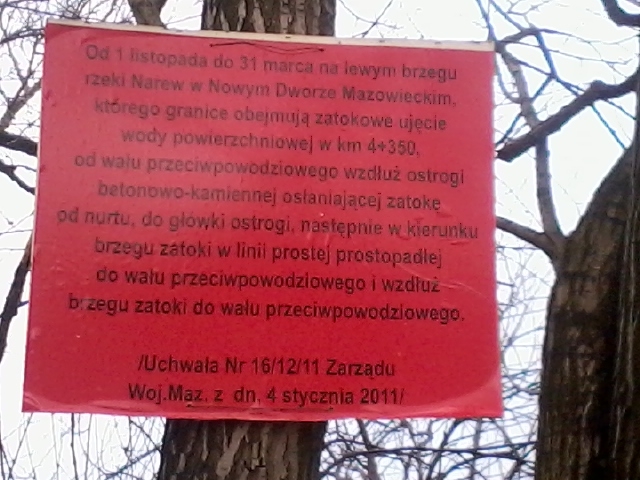 Od 1 listopada do 31 marca na lewym brzegu
rzeki Narew w Nowym Dworze Mazowieckim,
którego granice obejmują zatokowe ujęcie
wody powierzchniowej w km 4+350,
od wału przeciwpowodziowego wzdłuż ostrogi
betonowo-kamiennej osłaniającej zatokę
od nurtu, do główki ostrogi, następnie w kierunku
brzegu zatoki w linii prostej prostopadłej
do wału przeciwpowodziowego i wzdłuż
brzegu zatoki do wału przeciwpowodziowego.
/Uchwała Nr 16/12/11 Zarządu
Woj.Maz. z dn. 4 stycznia 2011/